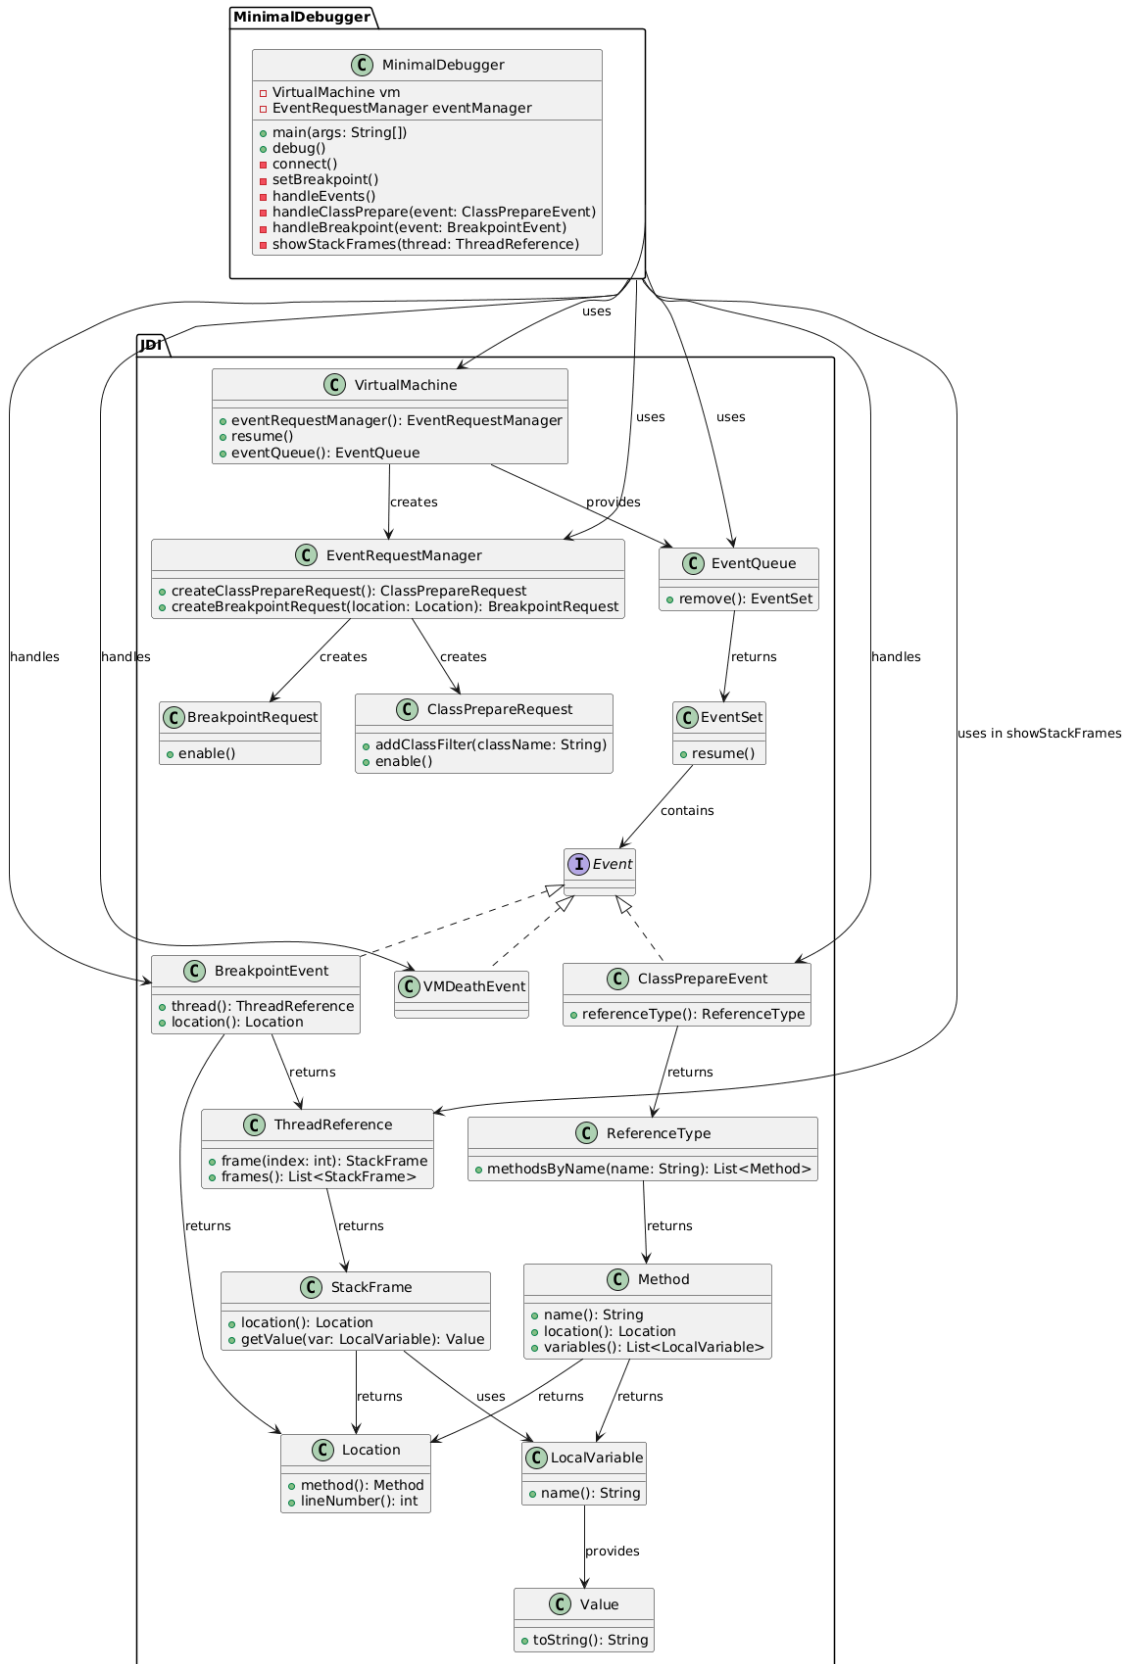 MinimalDebugger
C MinimalDebugger
VirtualMachine vm
EventRequestManager eventManager
main(args: String[])
debug()
connect()
setBreakpoint()
handleEvents()
handleClassPrepare(event: ClassPrepareEvent)
handleBreakpoint(event: BreakpointEvent)
showStackFrames(thread: ThreadReference)
uses
JDI
C VirtualMachine
eventRequestManager(): EventRequestManager
resume()
eventQueue(): EventQueue
uses
uses
creates
provides
C EventRequestManager
createClassPrepareRequest(): ClassPrepareRequest
createBreakpointRequest(location: Location): BreakpointRequest
C EventQueue
remove(): EventSet
handles
handles
creates
creates
returns
handles
C BreakpointRequest
enable()
C ClassPrepareRequest
addClassFilter(className: String)
enable()
C EventSet
resume()
uses in showStackFrames
contains
I Event
C BreakpointEvent
thread(): ThreadReference
location(): Location
C VMDeathEvent
C ClassPrepareEvent
referenceType(): ReferenceType
returns
returns
C ThreadReference
frame(index: int): StackFrame
frames(): List<StackFrame>
C ReferenceType
methodsByName(name: String): List<Method>
returns
returns
returns
C StackFrame
location(): Location
getValue(var: LocalVariable): Value
C Method
name(): String
location(): Location
variables(): List<LocalVariable>
returns
uses
returns
returns
C Location
method(): Method
lineNumber(): int
C LocalVariable
name(): String
provides
C Value
toString(): String